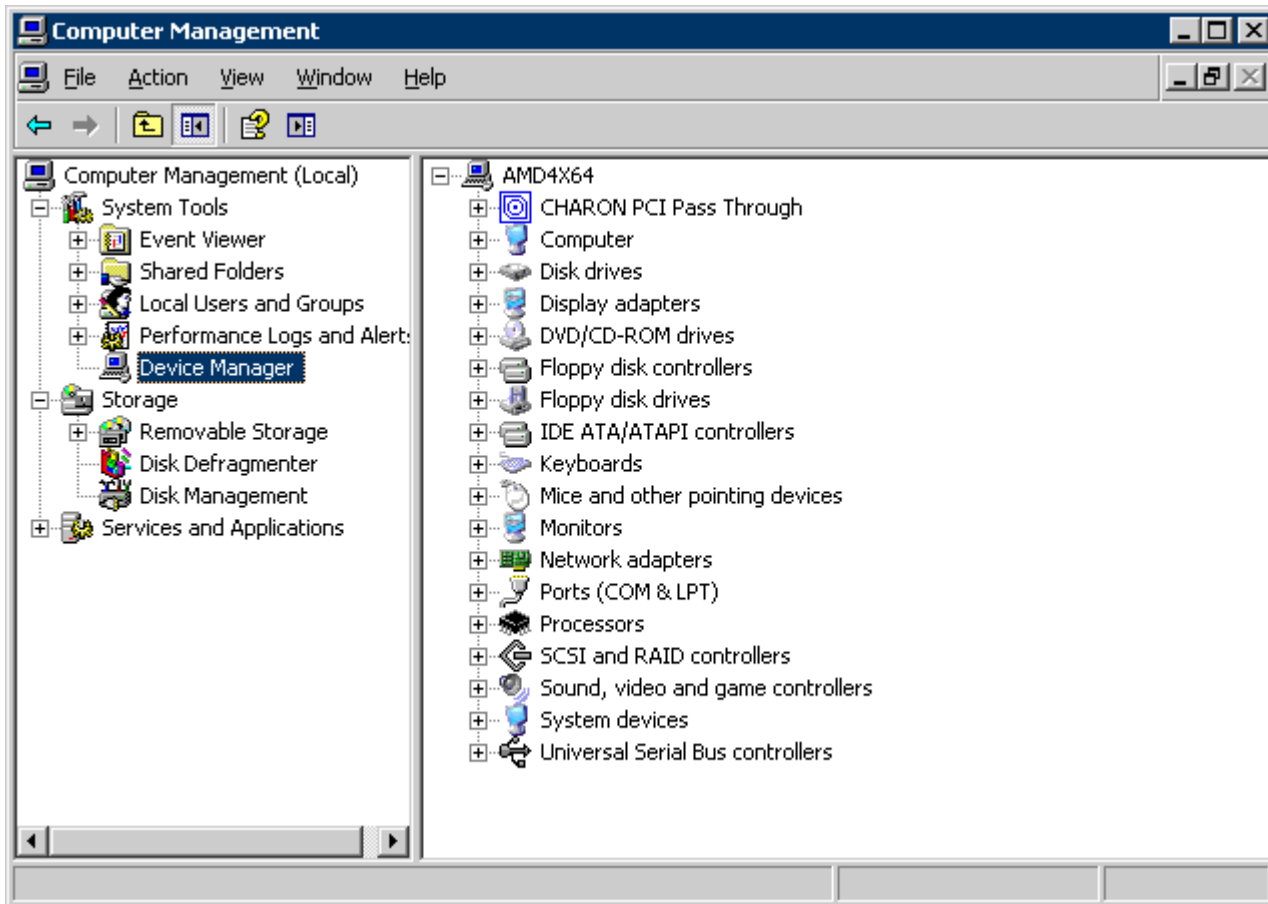 Computer Management
File Action View Window Help
Computer Management (Local)
System Tools
Event Viewer
Shared Folders
Local Users and Groups
Performance Logs and Alert
Device Manager
Storage
Removable Storage
Disk Defragmenter
Disk Management
Services and Applications
AMD4X64
CHARON PCI Pass Through
Computer
Disk drives
Display adapters
DVD/CD-ROM drives
Floppy disk controllers
Floppy disk drives
IDE ATA/ATAPI controllers
Keyboards
Mice and other pointing devices
Monitors
Network adapters
Ports (COM & LPT)
Processors
SCSI and RAID controllers
Sound, video and game controllers
System devices
Universal Serial Bus controllers